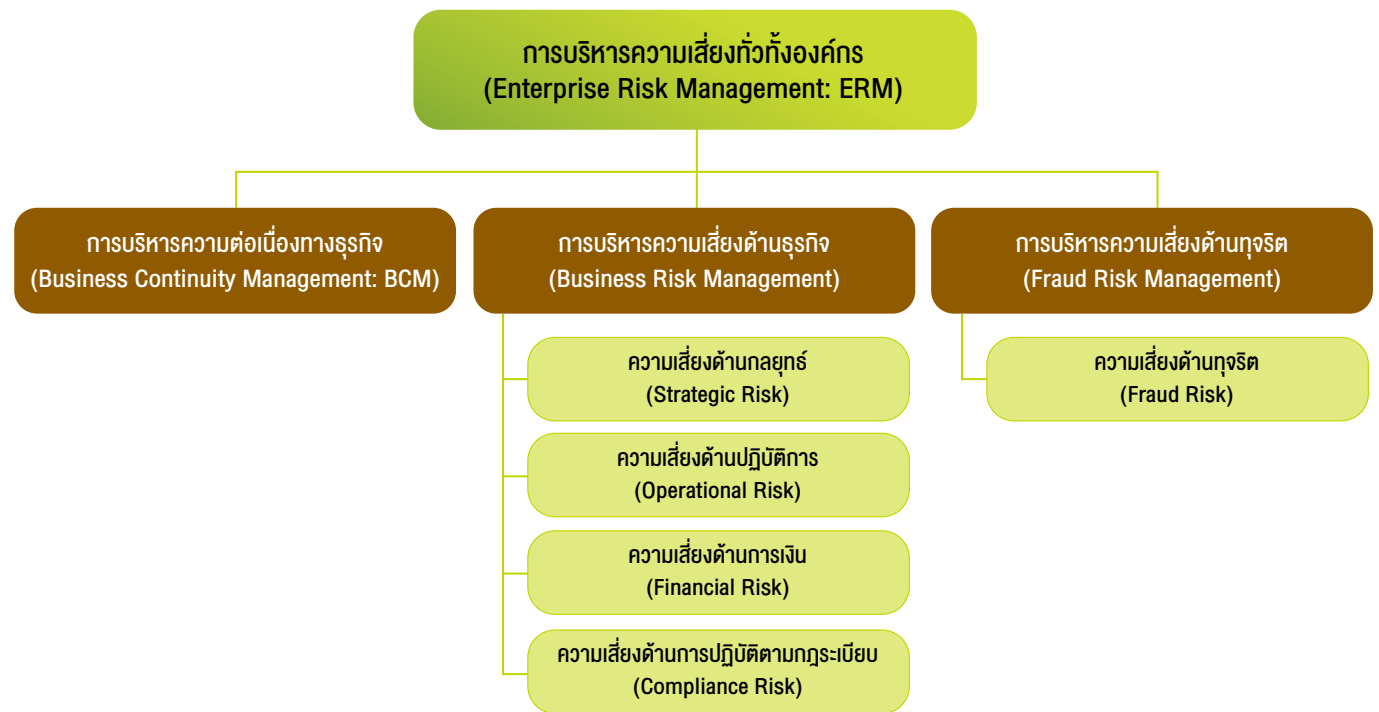 การบริหารความเสี่ยงทั่วทั้งองค์กร
(Enterprise Risk Management: ERM)
การบริหารความต่อเนื่องทางธุรกิจ
(Business Continuity Management: BCM)
การบริหารความเสี่ยงด้านธุรกิจ
(Business Risk Management)
การบริหารความเสี่ยงด้านทุจริต
(Fraud Risk Management)
ความเสี่ยงด้านกลยุทธ์
(Strategic Risk)
ความเสี่ยงด้านปฏิบัติการ
(Operational Risk)
ความเสี่ยงด้านการเงิน
(Financial Risk)
ความเสี่ยงด้านการปฏิบัติตามกฎระเบียบ
(Compliance Risk)
ความเสี่ยงด้านทุจริต
(Fraud Risk)